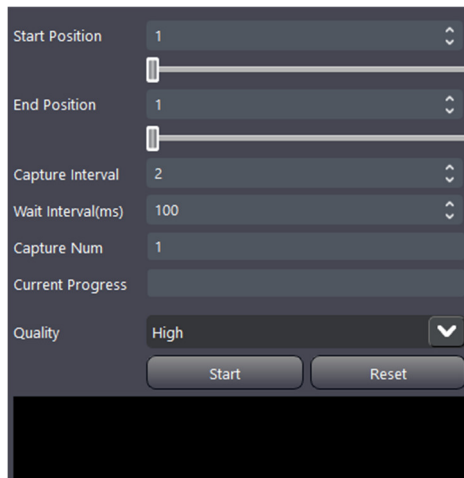 Start Position 1
End Position 1
Capture Interval 2
Wait Interval(ms) 100
Capture Num 1
Current Progress
Quality High
Start Reset